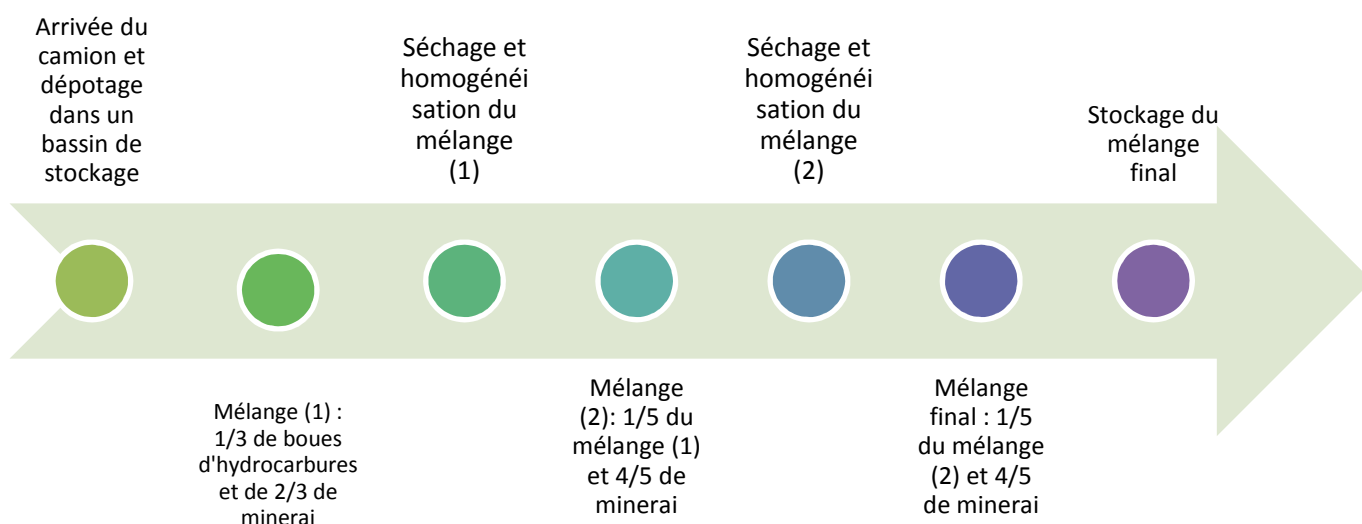 Arrivée du
camion et
dépotage
dans un
bassin de
stockage
Mélange (1) :
1/3 de boues
d'hydrocarbures
et de 2/3 de
minerai
Séchage et
homogénéi
sation du
mélange
(1)
Mélange
(2): 1/5 du
mélange (1)
et 4/5 de
minerai
Séchage et
homogénéi
sation du
mélange
(2)
Mélange
final : 1/5
du mélange
(2) et 4/5
de minerai
Stockage du
mélange
final